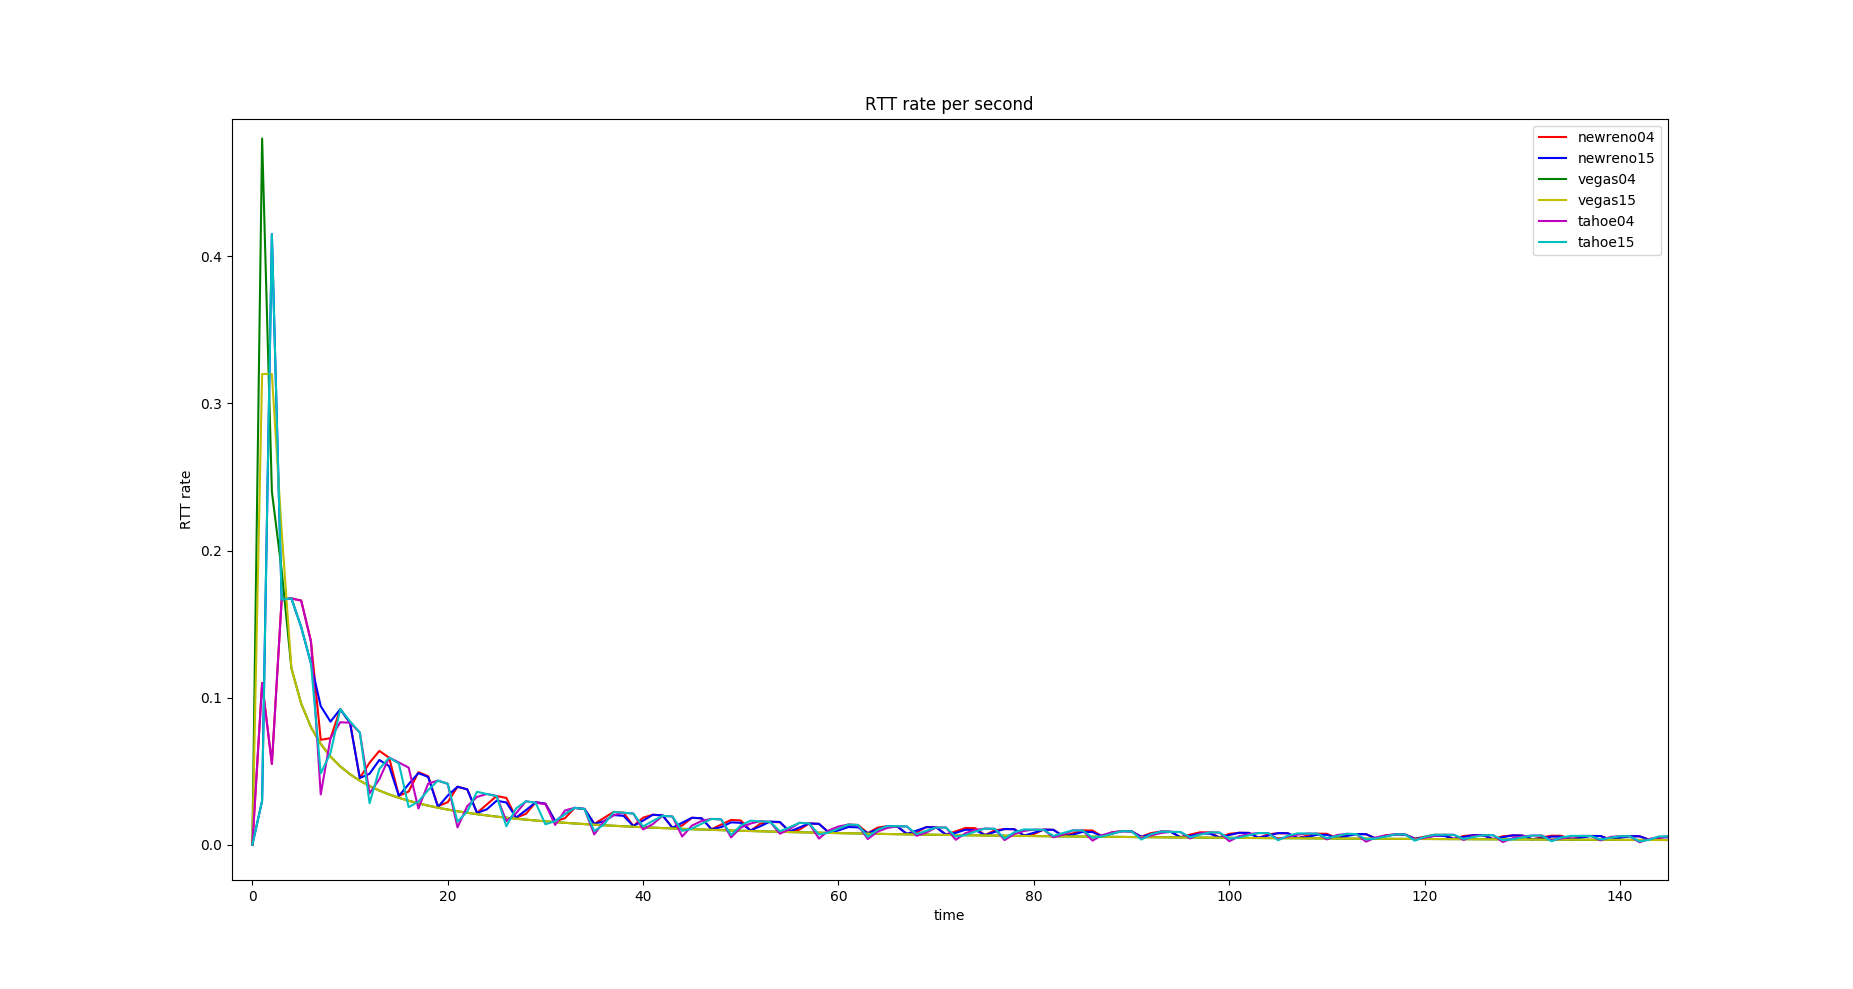 RTT rate per second
newreno04
newreno15
vegas04
vegas15
tahoe04
tahoe15
RTT rate
0.4
0.3
0.2
0.1
0.0
0 20 40 60 80 100 120 140
time